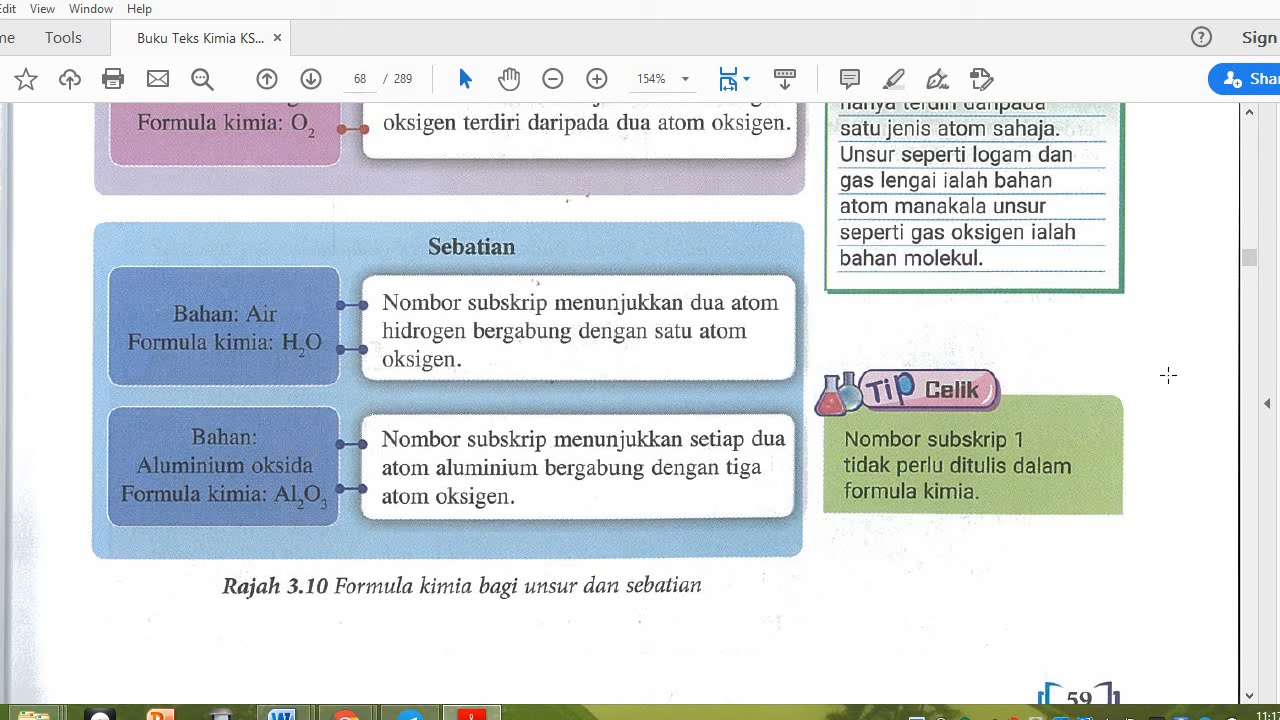 Edit View Window Help
Tools Buku Teks Kimia KS... × ? Sign
68 / 289 154%
Formula kimia: O2
oksigen terdiri daripada dua atom oksigen.
hanya terdiri daripada
satu jenis atom sahaja.
Unsur seperti logam dan
gas lengai ialah bahan
atom manakala unsur
seperti gas oksigen ialah
bahan molekul.
Sebatian
Bahan: Air
Formula kimia: H2O
Nombor subskrip menunjukkan dua atom
hidrogen bergabung dengan satu atom
oksigen.
Bahan:
Aluminium oksida
Formula kimia: Al2O3
Nombor subskrip menunjukkan setiap dua
atom aluminium bergabung dengan tiga
atom oksigen.
Tip Celik
Nombor subskrip 1
tidak perlu ditulis dalam
formula kimia.
Rajah 3.10 Formula kimia bagi unsur dan sebatian
59